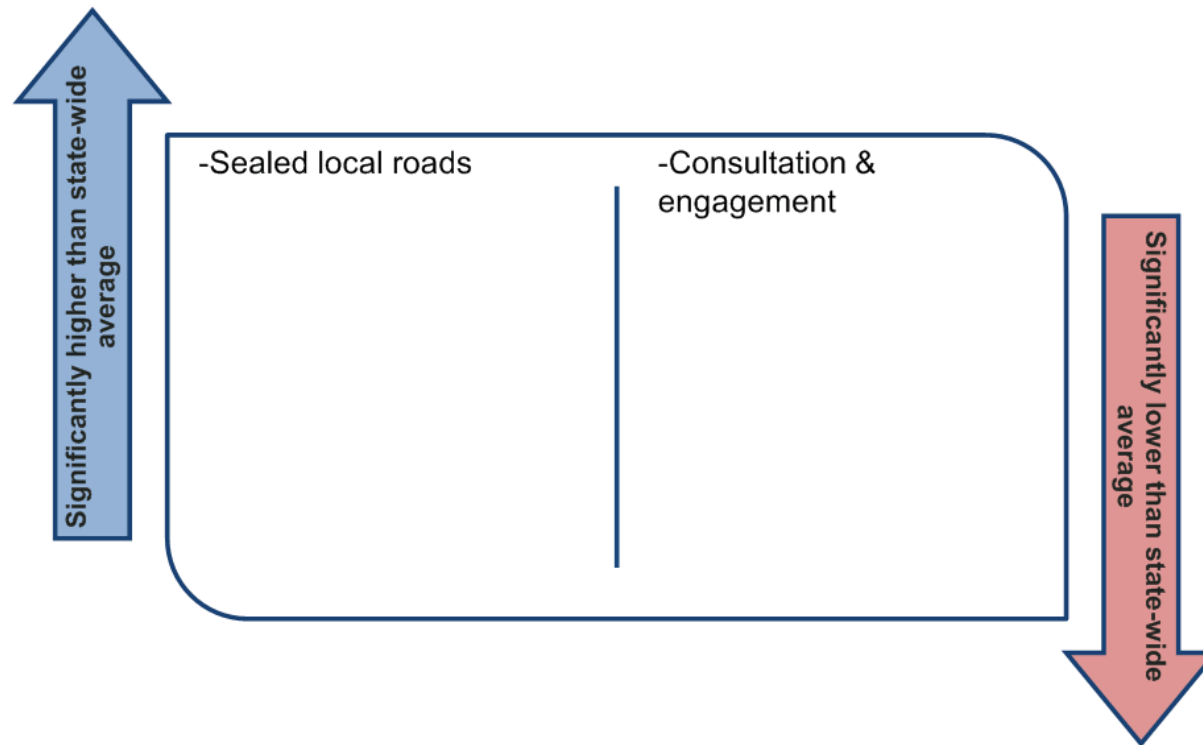 Significantly higher than state-wide
average
-Sealed local roads
-Consultation &
engagement
Significantly lower than state-wide
average